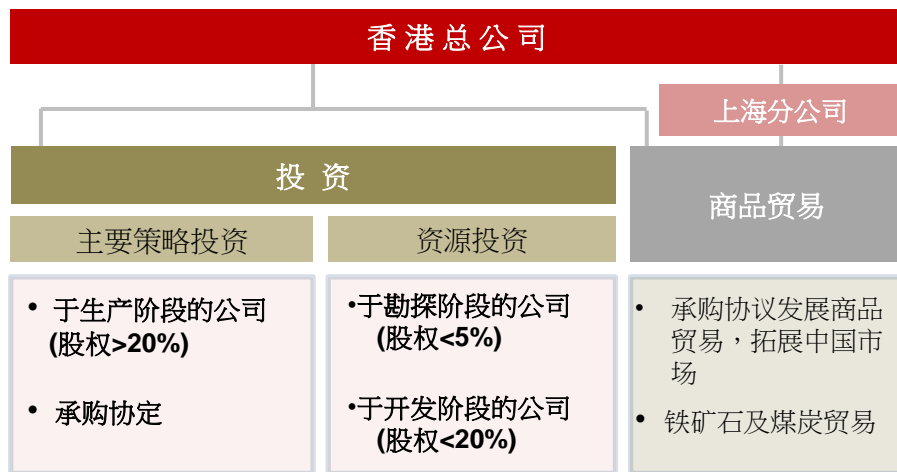 香港总公司
上海分公司
投 资
商品贸易
主要策略投资
资源投资
• 于生产阶段的公司
(股权>20%)
• 承购协定
•于勘探阶段的公司
(股权<5%)
•于开发阶段的公司
(股权<20%)
• 承购协议发展商品
贸易，拓展中国市
场
• 铁矿石及煤炭贸易